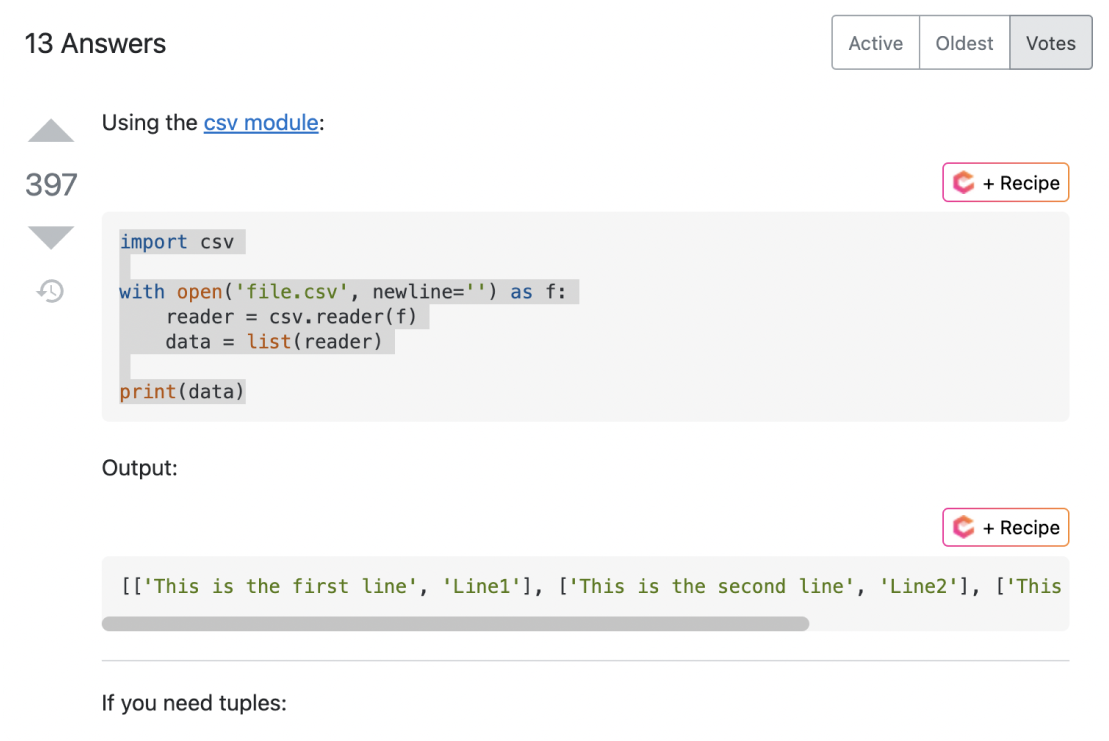 13 Answers
Active Oldest Votes
Using the csv module:
397
+ Recipe
import csv
with open('file.csv', newline='') as f:
    reader = csv.reader(f)
    data = list(reader)
print(data)
Output:
+ Recipe
[['This is the first line', 'Line1'], ['This is the second line', 'Line2'], ['This
If you need tuples: